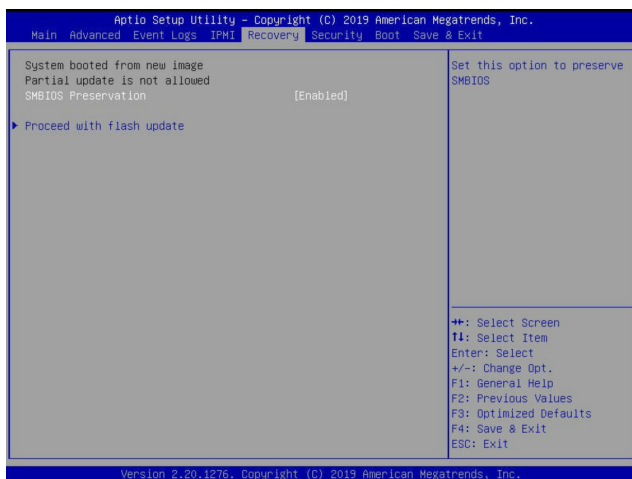 Aptio Setup Utility – Copyright (C) 2019 American Megatrends, Inc.
Main Advanced Event Logs IPMI Recovery Security Boot Save & Exit
System booted from new image
Partial update is not allowed
SMBIOS Preservation [Enabled]
Proceed with flash update
Set this option to preserve
SMBIOS
→←: Select Screen
↑↓: Select Item
Enter: Select
+/-: Change Opt.
F1: General Help
F2: Previous Values
F3: Optimized Defaults
F4: Save & Exit
ESC: Exit
Version 2.20.1276. Copyright (C) 2019 American Megatrends, Inc.